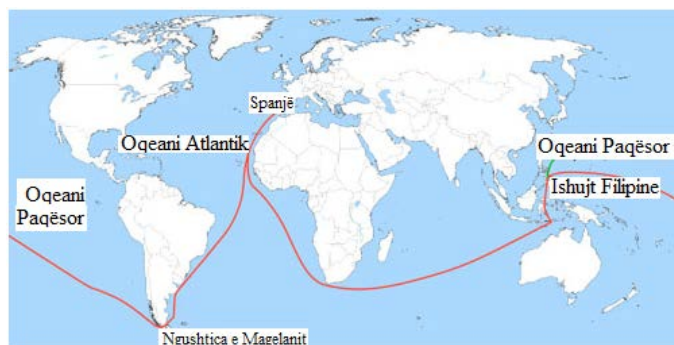 Spanjë
Oqeani Atlantik
Oqeani Paqësor
Oqeani
Paqësor
Ishujt Filipine
Ngushtica e Magelanit